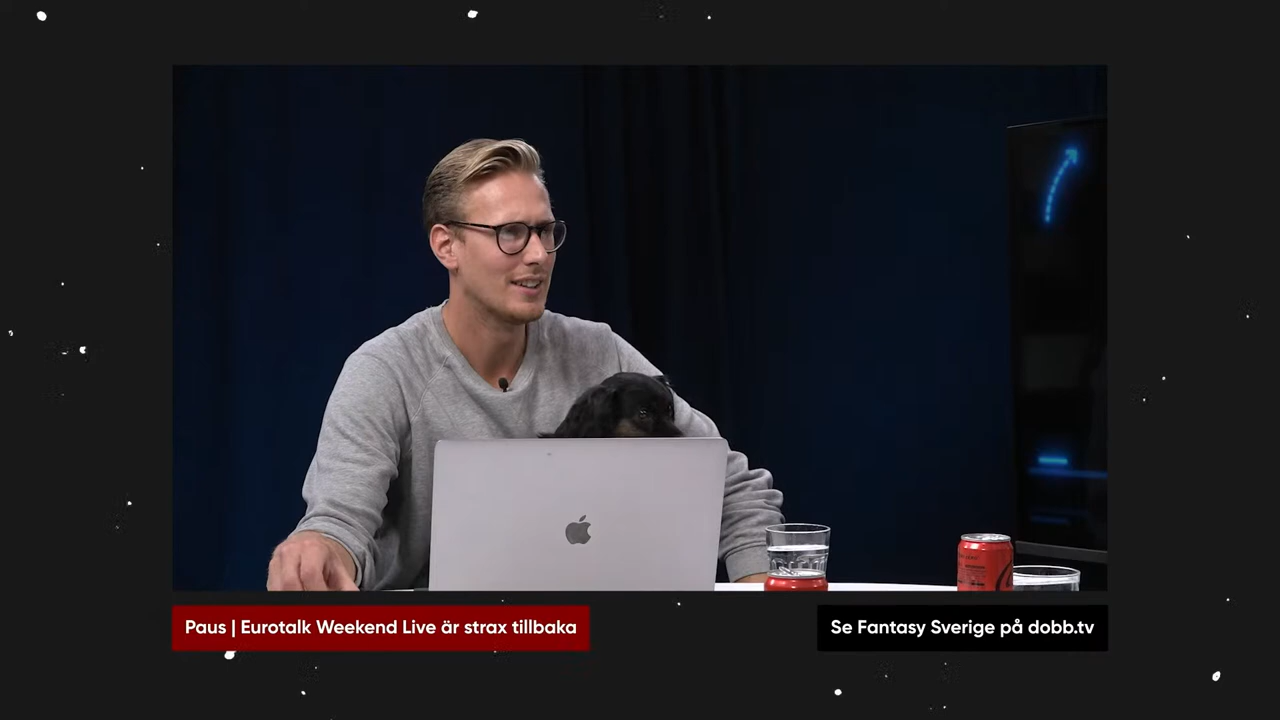 Paus | Eurotalk Weekend Live är strax tillbaka
Se Fantasy Sverige på dobb.tv